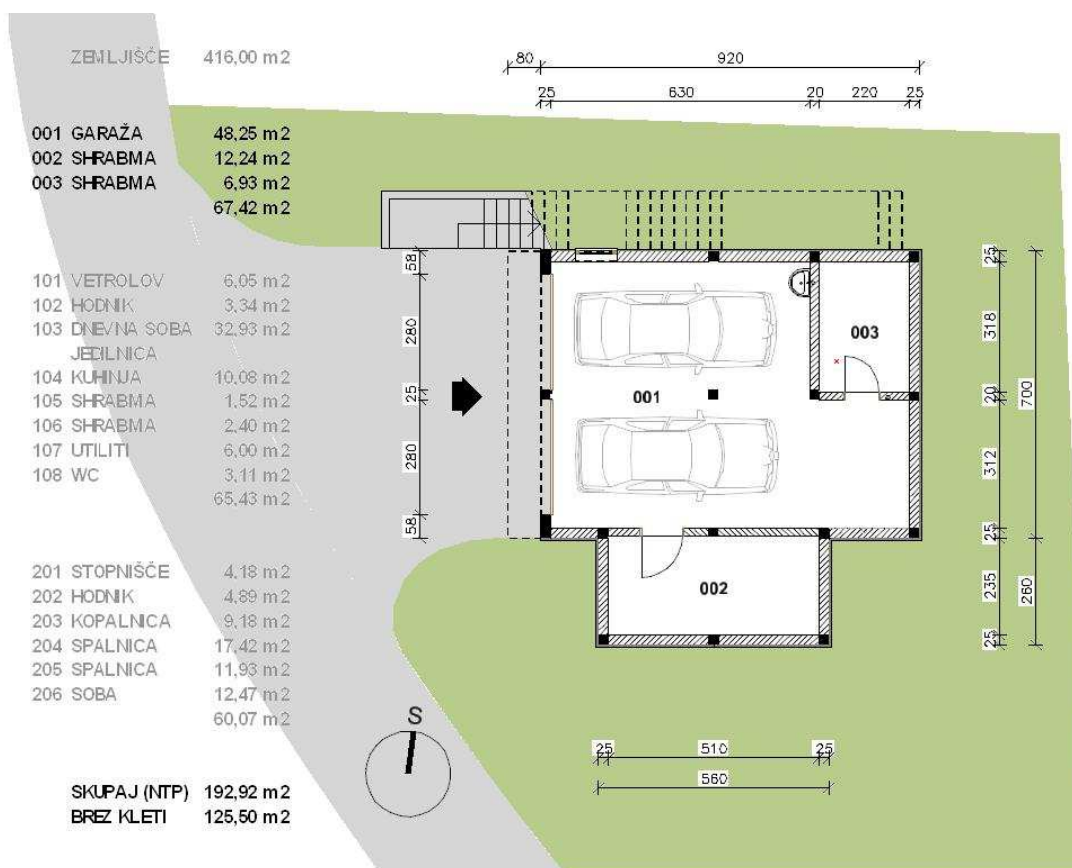 ZEMLJIŠČE 416,00 m2
001 GARAŽA 48,25 m2
002 SHRABMA 12,24 m2
003 SHRABMA 6,93 m2
67,42 m2
101 VETROLOV 6,05 m2
102 HODNIK 3,34 m2
103 DNEVNA SOBA 32,93 m2
JEDILNICA
104 KUHINJA 10,08 m2
105 SHRABMA 1,52 m2
106 SHRABMA 2,40 m2
107 UTILITI 6,00 m2
108 WC 3,11 m2
65,43 m2
201 STOPNIŠČE 4,18 m2
202 HODNIK 4,89 m2
203 KOPALNICA 9,18 m2
204 SPALNICA 17,42 m2
205 SPALNICA 11,93 m2
206 SOBA 12,47 m2
60,07 m2
SKUPAJ (NTP) 192,92 m2
BREZ KLETI 125,50 m2
80 920
25 630 20 220 25
58
280
25
280
58
001
003
002
25
318
20
312
25
235
25
700
260
25 510 25
560
S